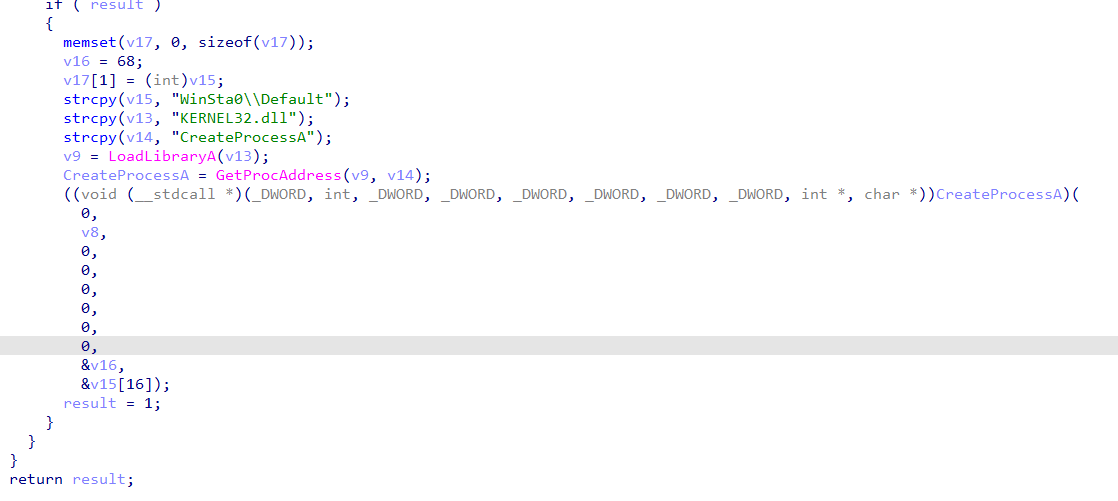 if ( result )
{
memset(v17, 0, sizeof(v17));
v16 = 68;
v17[1] = (int)v15;
strcpy(v15, "WinSta0\\Default");
strcpy(v13, "KERNEL32.dll");
strcpy(v14, "CreateProcessA");
v9 = LoadLibraryA(v13);
CreateProcessA = GetProcAddress(v9, v14);
((void (__stdcall *)(_DWORD, int, _DWORD, _DWORD, _DWORD, _DWORD, _DWORD, _DWORD, int *, char *))CreateProcessA)(
0,
v8,
0,
0,
0,
0,
0,
0,
&v16,
&v15[16]);
result = 1;
}
}
}
return result;